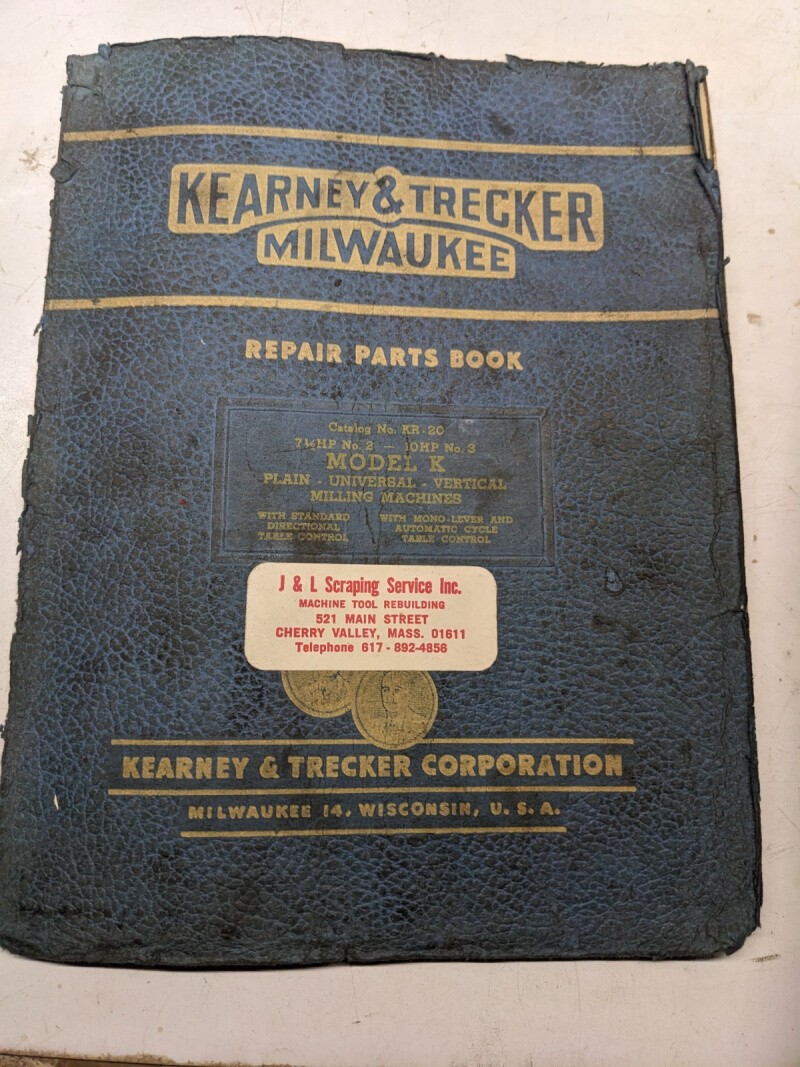 KEARNEY & TRECKER
MILWAUKEE
REPAIR PARTS BOOK
Catalog No. KR-20
7½HP No. 2 — 10HP No. 3
MODEL K
PLAIN - UNIVERSAL - VERTICAL
MILLING MACHINES
WITH STANDARD
DIRECTIONAL
TABLE CONTROL
WITH MONO-LEVER AND
AUTOMATIC CYCLE
TABLE CONTROL
J & L Scraping Service Inc.
MACHINE TOOL REBUILDING
521 MAIN STREET
CHERRY VALLEY, MASS. 01611
Telephone 617-892-4856
KEARNEY & TRECKER CORPORATION
MILWAUKEE 14, WISCONSIN, U. S. A.